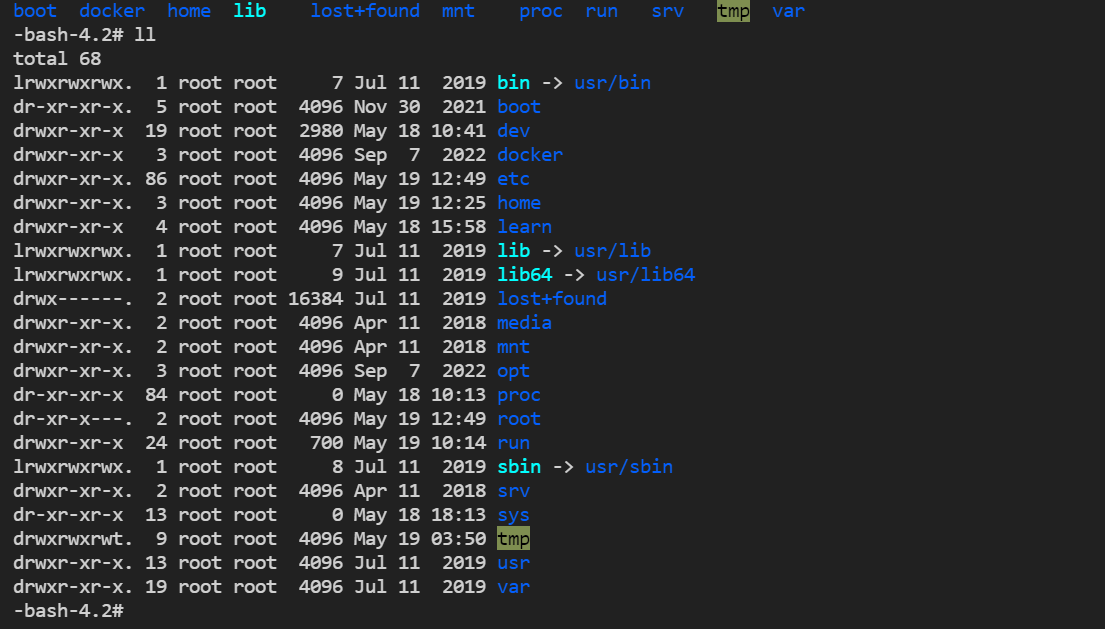 boot  docker  home  lib    lost+found  mnt    proc  run   srv   tmp  var
-bash-4.2# ll
total 68
lrwxrwxrwx.  1 root root     7 Jul 11  2019 bin -> usr/bin
dr-xr-xr-x.  5 root root  4096 Nov 30  2021 boot
drwxr-xr-x  19 root root  2980 May 18 10:41 dev
drwxr-xr-x   3 root root  4096 Sep  7  2022 docker
drwxr-xr-x. 86 root root  4096 May 19 12:49 etc
drwxr-xr-x.  3 root root  4096 May 19 12:25 home
drwxr-xr-x   4 root root  4096 May 18 15:58 learn
lrwxrwxrwx.  1 root root     7 Jul 11  2019 lib -> usr/lib
lrwxrwxrwx.  1 root root     9 Jul 11  2019 lib64 -> usr/lib64
drwx------.  2 root root 16384 Jul 11  2019 lost+found
drwxr-xr-x.  2 root root  4096 Apr 11  2018 media
drwxr-xr-x.  2 root root  4096 Apr 11  2018 mnt
drwxr-xr-x.  3 root root  4096 Sep  7  2022 opt
dr-xr-xr-x  84 root root     0 May 18 10:13 proc
dr-xr-x---.  2 root root  4096 May 19 12:49 root
drwxr-xr-x  24 root root   700 May 19 10:14 run
lrwxrwxrwx.  1 root root     8 Jul 11  2019 sbin -> usr/sbin
drwxr-xr-x.  2 root root  4096 Apr 11  2018 srv
dr-xr-xr-x  13 root root     0 May 18 18:13 sys
drwxrwxrwt.  9 root root  4096 May 19 03:50 tmp
drwxr-xr-x. 13 root root  4096 Jul 11  2019 usr
drwxr-xr-x. 19 root root  4096 Jul 11  2019 var
-bash-4.2#